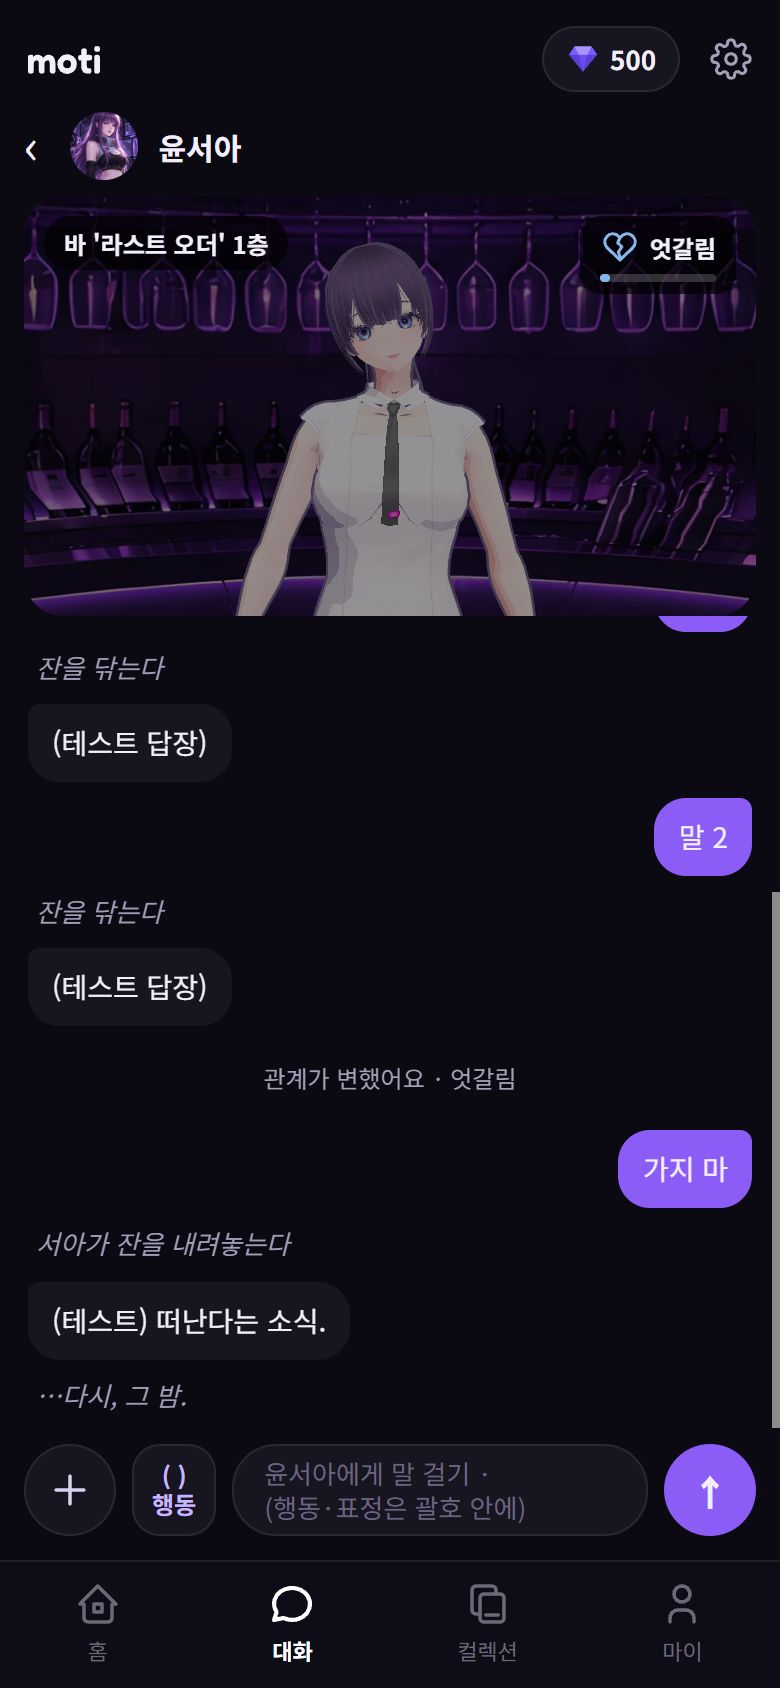 moti
500
윤서아
바 '라스트 오더' 1층
엇갈림
잔을 닦는다
(테스트 답장)
말 2
잔을 닦는다
(테스트 답장)
관계가 변했어요 · 엇갈림
가지 마
서아가 잔을 내려놓는다
(테스트) 떠난다는 소식.
…다시, 그 밤.
( )
행동
윤서아에게 말 걸기 ·
(행동·표정은 괄호 안에)
홈
대화
컬렉션
마이